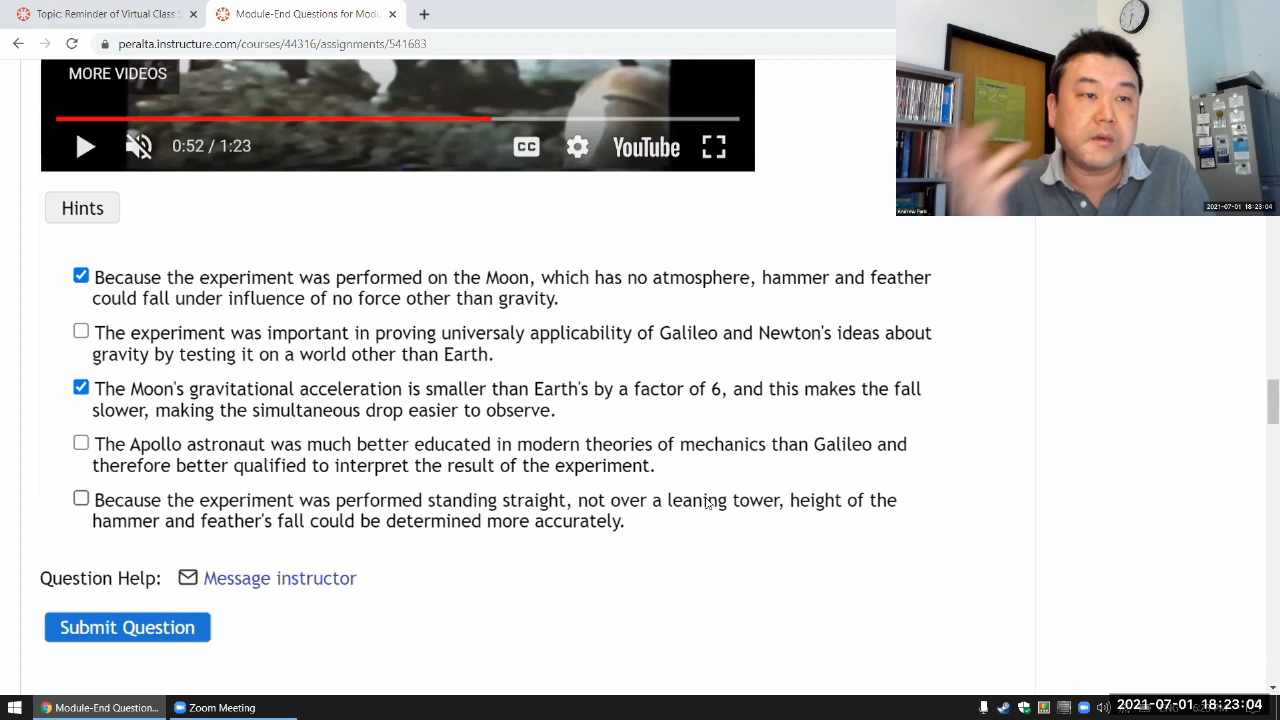 Topic: Reminder of Virtual Class S
Module-End Questions for Modu
peralta.instructure.com/courses/44316/assignments/541683
MORE VIDEOS
0:52 / 1:23
CC
YouTube
Hints
Because the experiment was performed on the Moon, which has no atmosphere, hammer and feather
could fall under influence of no force other than gravity.
The experiment was important in proving universaly applicability of Galileo and Newton's ideas about
gravity by testing it on a world other than Earth.
The Moon's gravitational acceleration is smaller than Earth's by a factor of 6, and this makes the fall
slower, making the simultaneous drop easier to observe.
The Apollo astronaut was much better educated in modern theories of mechanics than Galileo and
therefore better qualified to interpret the result of the experiment.
Because the experiment was performed standing straight, not over a leaning tower, height of the
hammer and feather's fall could be determined more accurately.
Question Help:
Message instructor
Submit Question
Andrew Park
2021-07-01 18:23:04
Module-End Question...
Zoom Meeting
2021-07-01 18:23:04